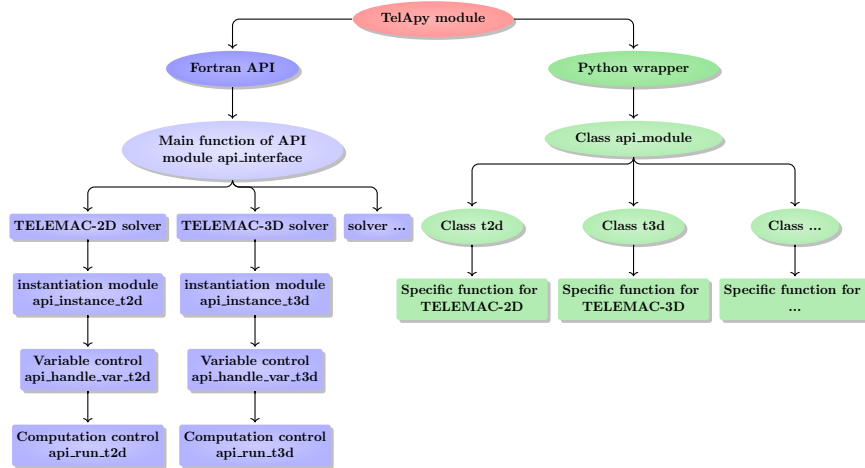 TelApy module
Fortran API
Python wrapper
Main function of API
module api_interface
Class api_module
TELEMAC-2D solver
TELEMAC-3D solver
solver ...
Class t2d
Class t3d
Class ...
instantiation module
api_instance_t2d
instantiation module
api_instance_t3d
Specific function for
TELEMAC-2D
Specific function for
TELEMAC-3D
Specific function for
...
Variable control
api_handle_var_t2d
Variable control
api_handle_var_t3d
Computation control
api_run_t2d
Computation control
api_run_t3d